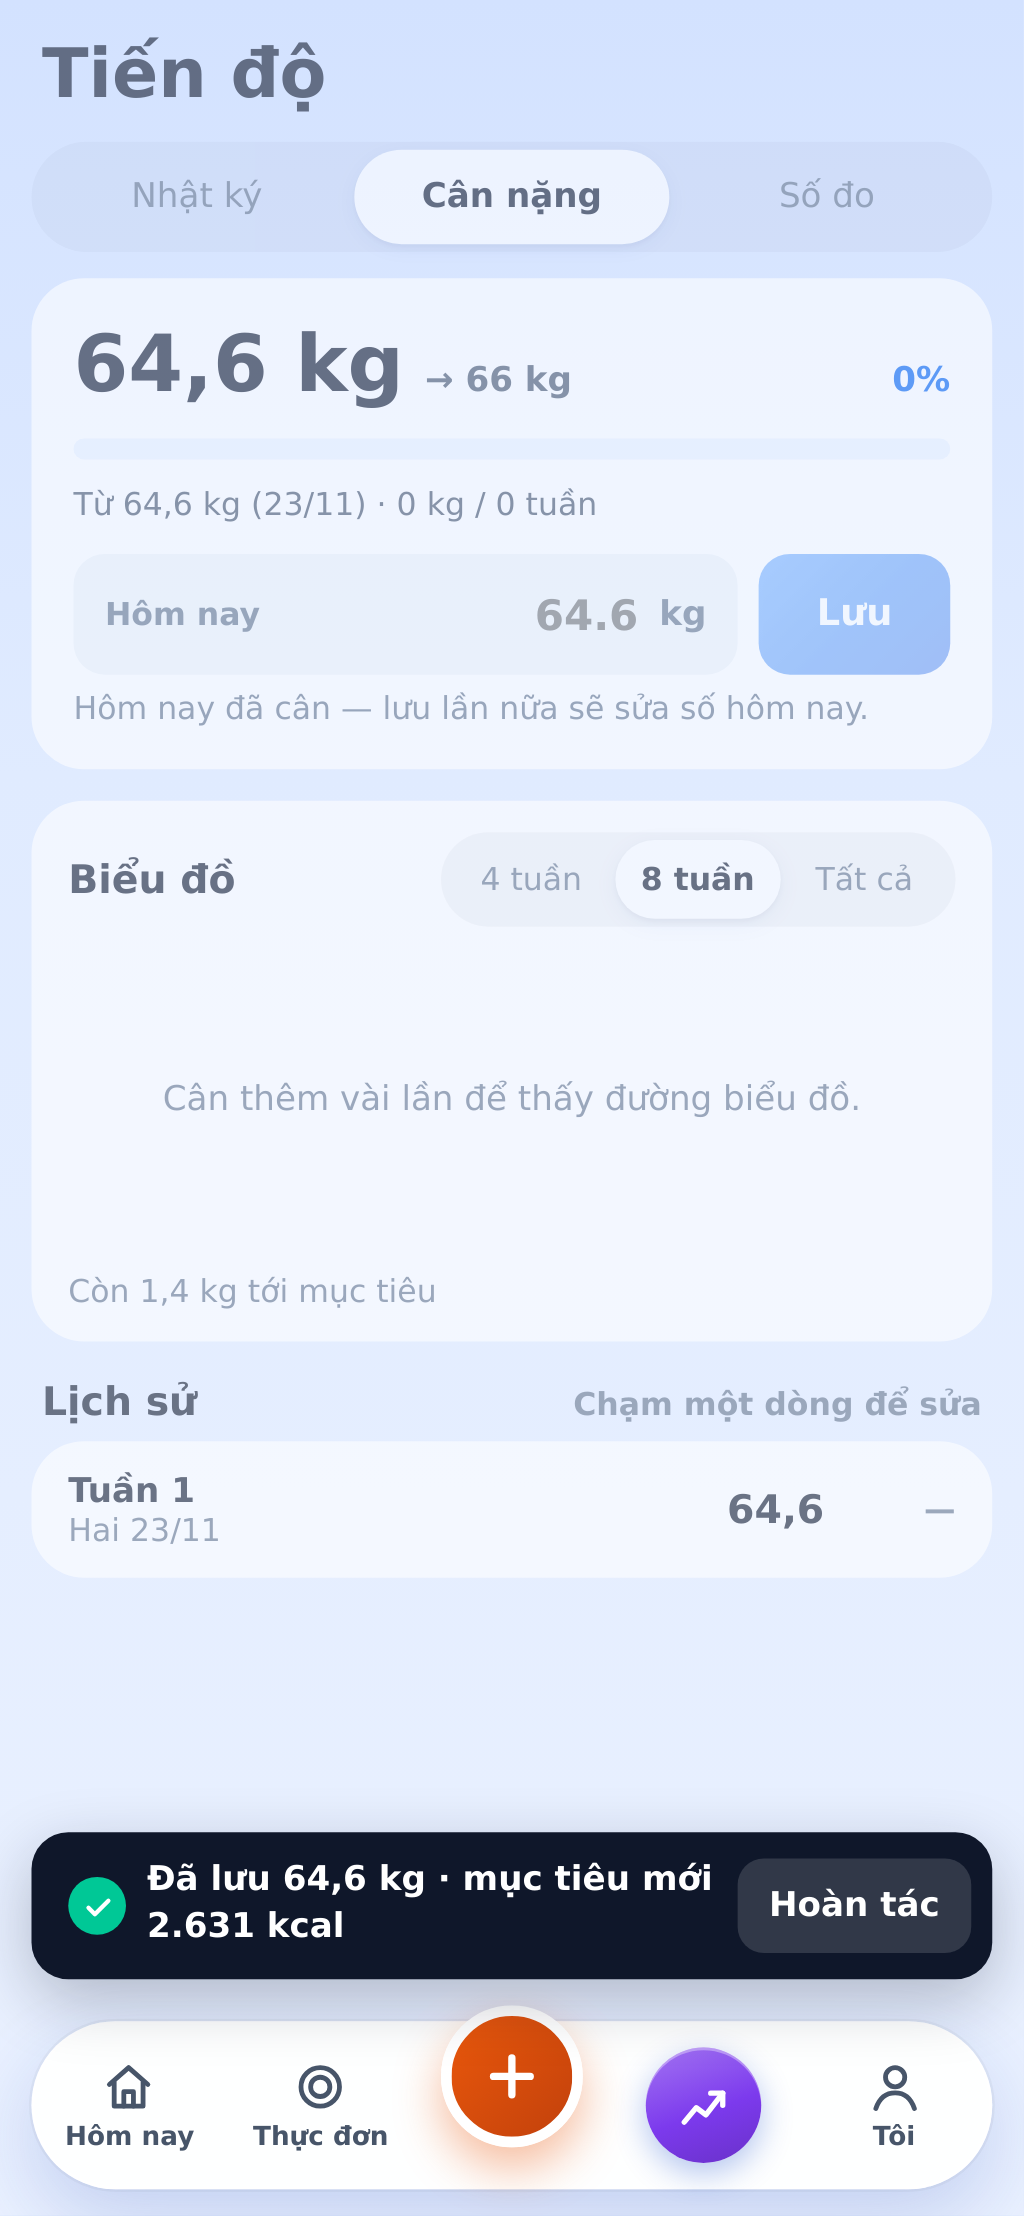 Tiến độ
Nhật ký
Cân nặng
Số đo
64,6 kg → 66 kg
0%
Từ 64,6 kg (23/11) · 0 kg / 0 tuần
Hôm nay
64.6 kg
Lưu
Hôm nay đã cân — lưu lần nữa sẽ sửa số hôm nay.
Biểu đồ
4 tuần
8 tuần
Tất cả
Cân thêm vài lần để thấy đường biểu đồ.
Còn 1,4 kg tới mục tiêu
Lịch sử
Chạm một dòng để sửa
Tuần 1
Hai 23/11
64,6
—
Đã lưu 64,6 kg · mục tiêu mới
2.631 kcal
Hoàn tác
Hôm nay
Thực đơn
Tôi